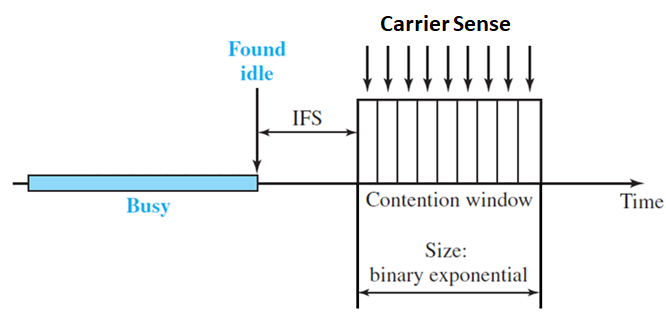 Carrier Sense
Found
idle
IFS
Busy
Contention window
Time
Size:
binary exponential